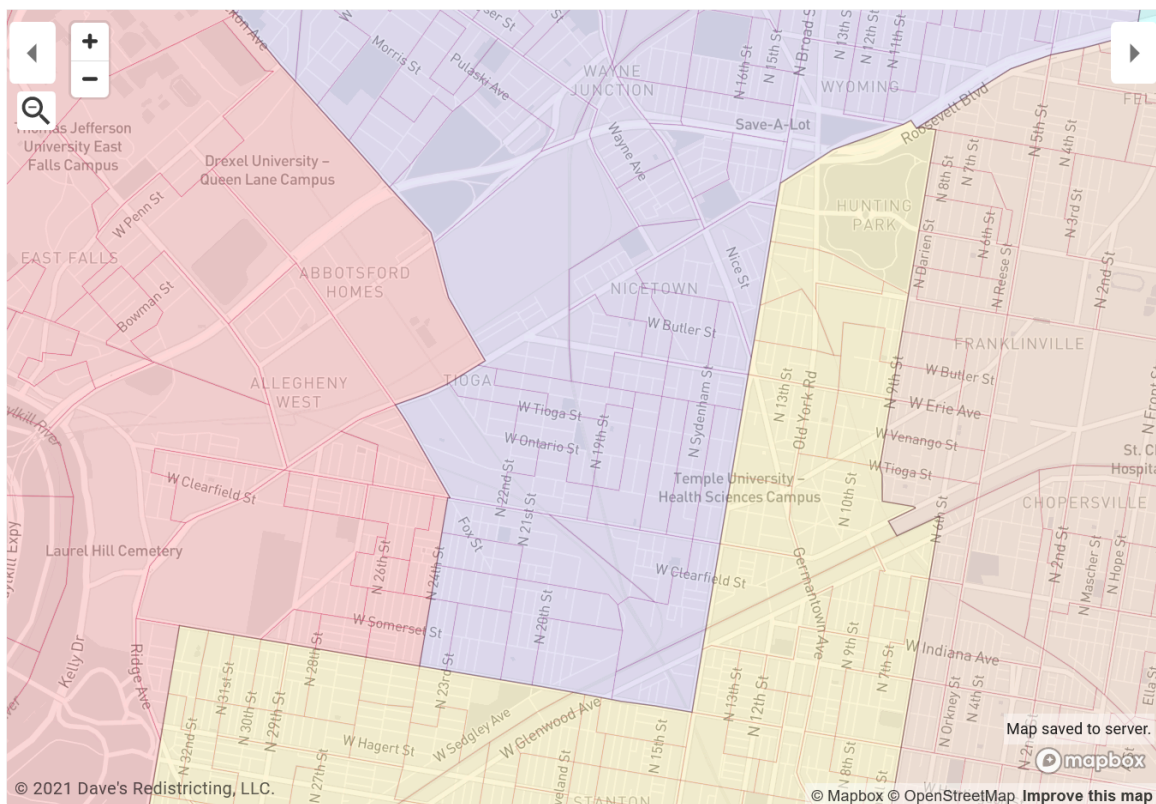 Morris St
Pulaski Ave
WAYNE
JUNCTION
N 16th St
N 15th St
N Broad S
N 13th St
N 12th St
N 11th St
WYOMING
Save-A-Lot
Roosevelt Blvd
Thomas Jefferson
University East
Falls Campus
Drexel University –
Queen Lane Campus
Wayne Ave
W Penn St
HUNTING
PARK
N 8th St
N 7th St
N 6th St
N 5th St
N 4th St
N 3rd St
N 2nd St
N Darien St
N Reese St
EAST FALLS
ABBOTSFORD
HOMES
Bowman St
NICETOWN
Nice St
W Butler St
FRANKLINVILLE
ALLEGHENY
WEST
TIOGA
W Tioga St
W Ontario St
N 19th St
N Sydenham St
N 13th St
Old York Rd
N 9th St
W Butler St
W Erie Ave
W Venango St
W Tioga St
N Front S
St. C
Hospita
W Clearfield St
N 22nd St
N 21st St
Fox St
Temple University –
Health Sciences Campus
N 10th St
N 6th St
CHOPERSVILLE
Laurel Hill Cemetery
N 26th St
N 24th St
W Clearfield St
Germantown Ave
N 2nd St
N Mascher St
N Hope St
W Somerset St
N 20th St
Kelly Dr
Ridge Ave
N 31st St
N 30th St
N 29th St
N 28th St
N 23rd St
N 13th St
N 12th St
N 9th St
N 7th St
W Indiana Ave
N Orkney St
N 4th St
Ella S
N 32nd St
W Hagert St
W Sedgley Ave
W Glenwood Ave
N 27th St
N 15th St
N 8th St
STANTON
Map saved to server.
mapbox
© 2021 Dave's Redistricting, LLC.
© Mapbox © OpenStreetMap Improve this map